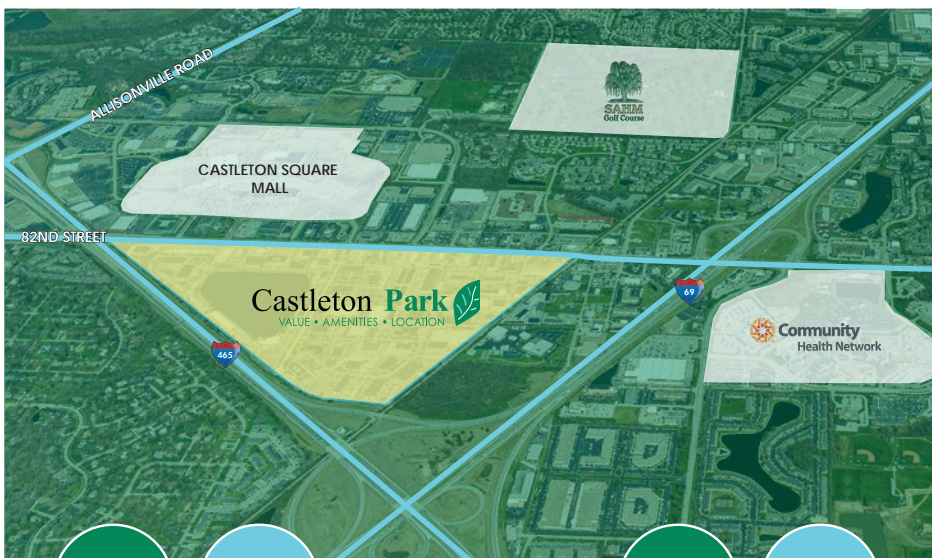 ALLISONVILLE ROAD
SAHM
Golf Course
CASTLETON SQUARE
MALL
82ND STREET
Castleton Park
VALUE • AMENITIES • LOCATION
69
Community
Health Network
465